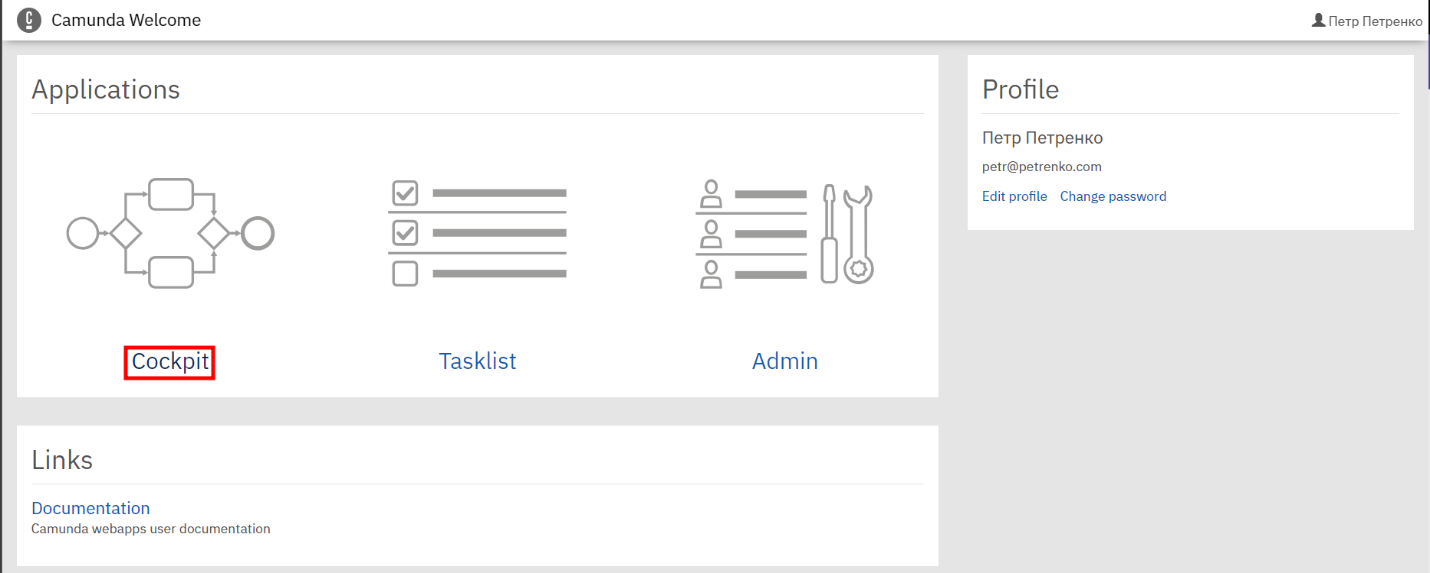 Camunda Welcome
Петр Петренко
Applications
Cockpit
Tasklist
Admin
Profile
Петр Петренко
petr@petrenko.com
Edit profile Change password
Links
Documentation
Camunda webapps user documentation